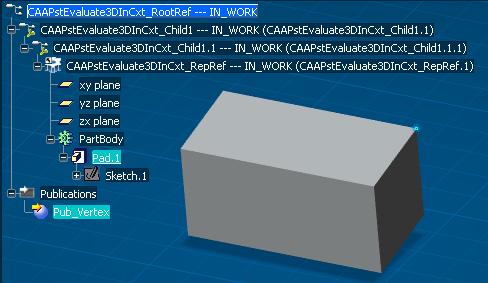 CAAPstEvaluate3DInCxt_RootRef --- IN_WORK
CAAPstEvaluate3DInCxt_Child1 --- IN_WORK (CAAPstEvaluate3DInCxt_Child1.1)
CAAPstEvaluate3DInCxt_Child1.1 --- IN_WORK (CAAPstEvaluate3DInCxt_Child1.1.1)
CAAPstEvaluate3DInCxt_RepRef --- IN_WORK (CAAPstEvaluate3DInCxt_RepRef.1)
xy plane
yz plane
zx plane
PartBody
Pad.1
Sketch.1
Publications
Pub_Vertex